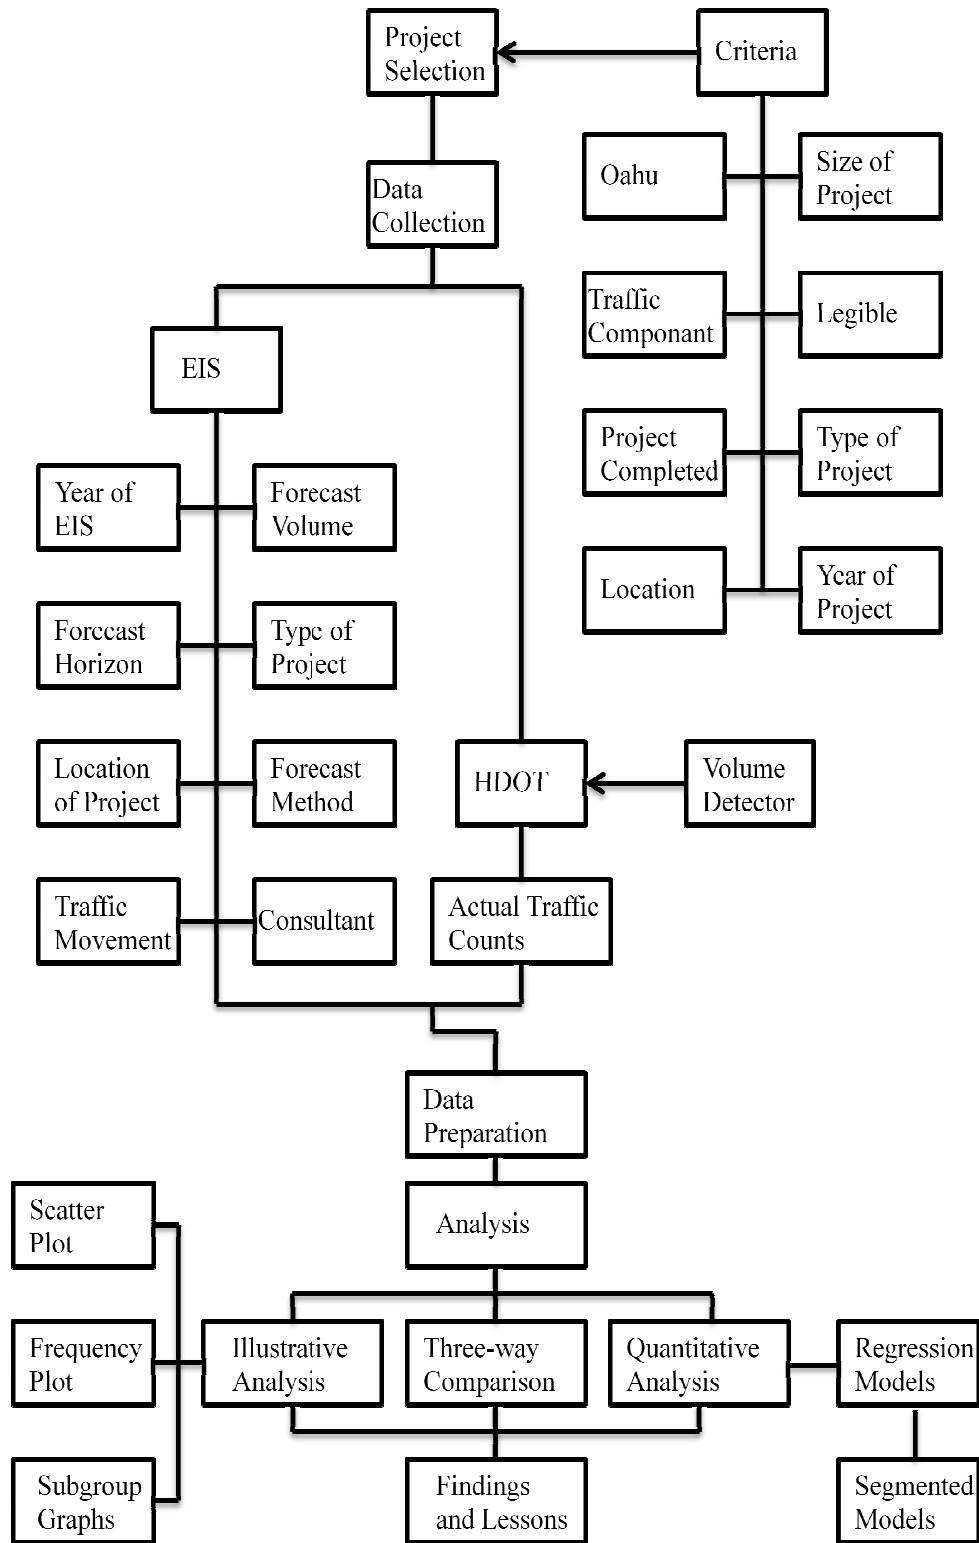 Project
Selection
Criteria
Oahu
Size of
Project
Data
Collection
Traffic
Componant
Legible
EIS
Project
Completed
Type of
Project
Year of
EIS
Forecast
Volume
Location
Year of
Project
Forecast
Horizon
Type of
Project
Location
of Project
Forecast
Method
HDOT
Volume
Detector
Traffic
Movement
Consultant
Actual Traffic
Counts
Data
Preparation
Analysis
Scatter
Plot
Frequency
Plot
Illustrative
Analysis
Three-way
Comparison
Quantitative
Analysis
Regression
Models
Subgroup
Graphs
Findings
and Lessons
Segmented
Models